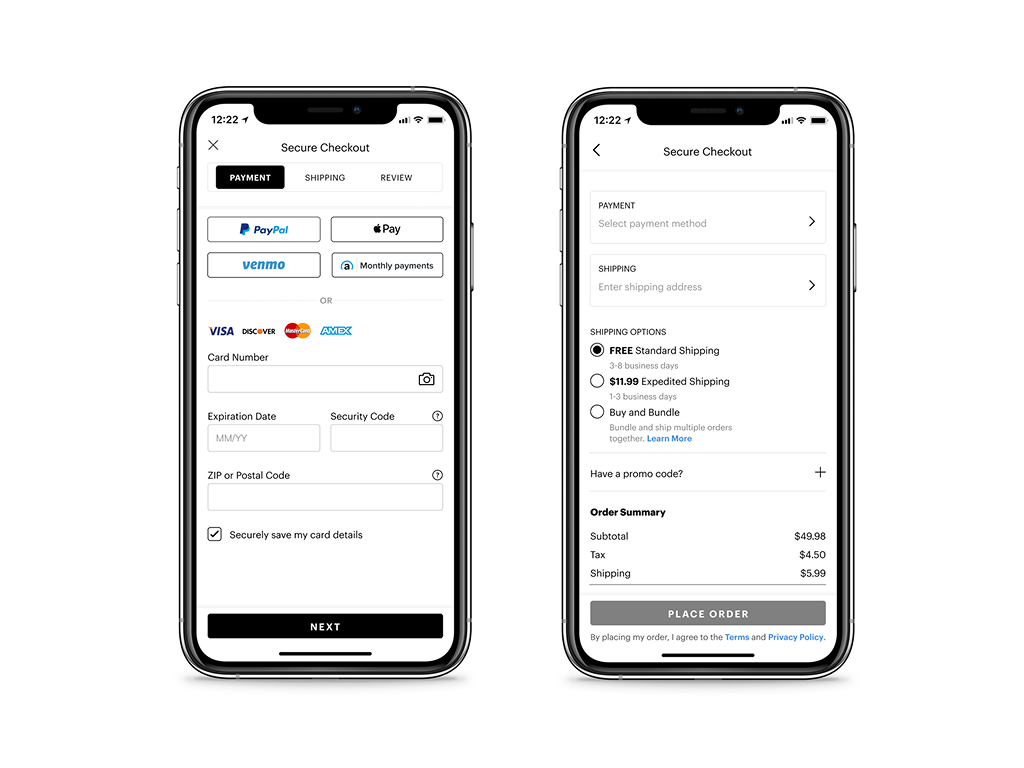 12:22
Secure Checkout
PAYMENT SHIPPING REVIEW
PayPal Pay
venmo a Monthly payments
OR
VISA DISCOVER MasterCard AMEX
Card Number
Expiration Date Security Code ?
MM/YY
ZIP or Postal Code ?
Securely save my card details
NEXT
12:22
Secure Checkout
PAYMENT
Select payment method
SHIPPING
Enter shipping address
SHIPPING OPTIONS
FREE Standard Shipping
3-8 business days
$11.99 Expedited Shipping
1-3 business days
Buy and Bundle
Bundle and ship multiple orders
together. Learn More
Have a promo code?
Order Summary
Subtotal $49.98
Tax $4.50
Shipping $5.99
PLACE ORDER
By placing my order, I agree to the Terms and Privacy Policy.